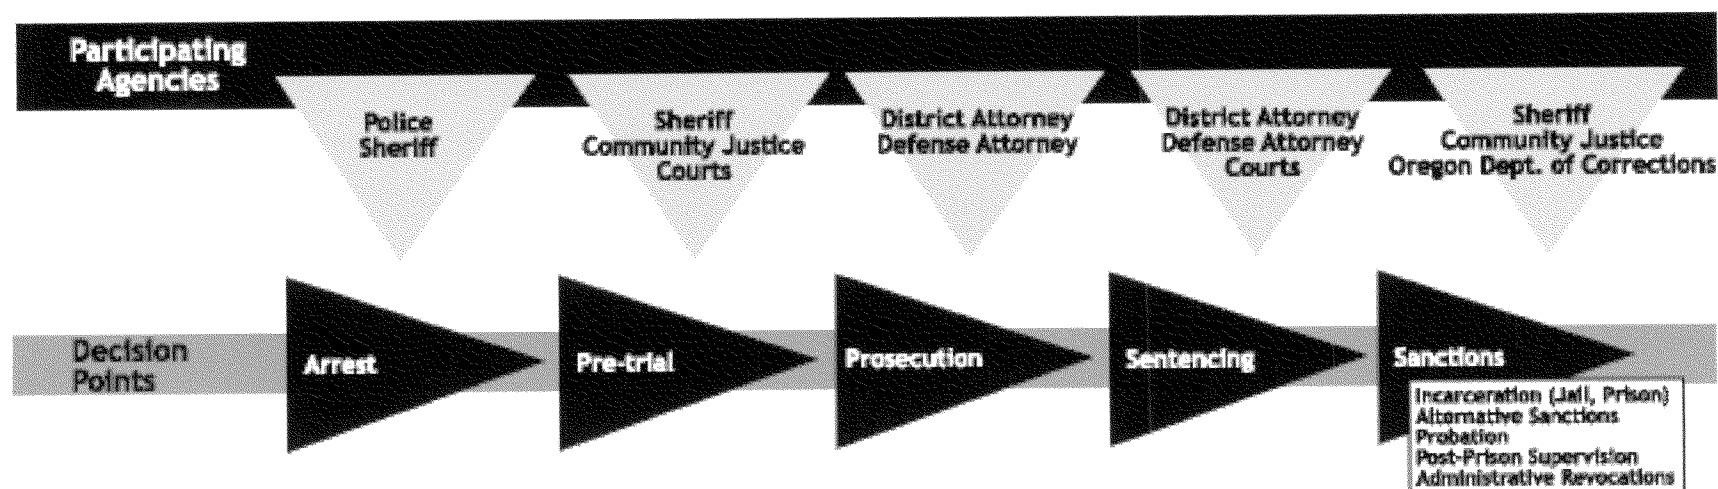 Participating
Agencies
Police
Sheriff
Sheriff
Community Justice
Courts
District Attorney
Defense Attorney
District Attorney
Defense Attorney
Courts
Sheriff
Community Justice
Oregon Dept. of Corrections
Decision
Points
Arrest
Pre-trial
Prosecution
Sentencing
Sanctions
Incarceration (Jail, Prison)
Alternative Sanctions
Probation
Post-Prison Supervision
Administrative Revocations